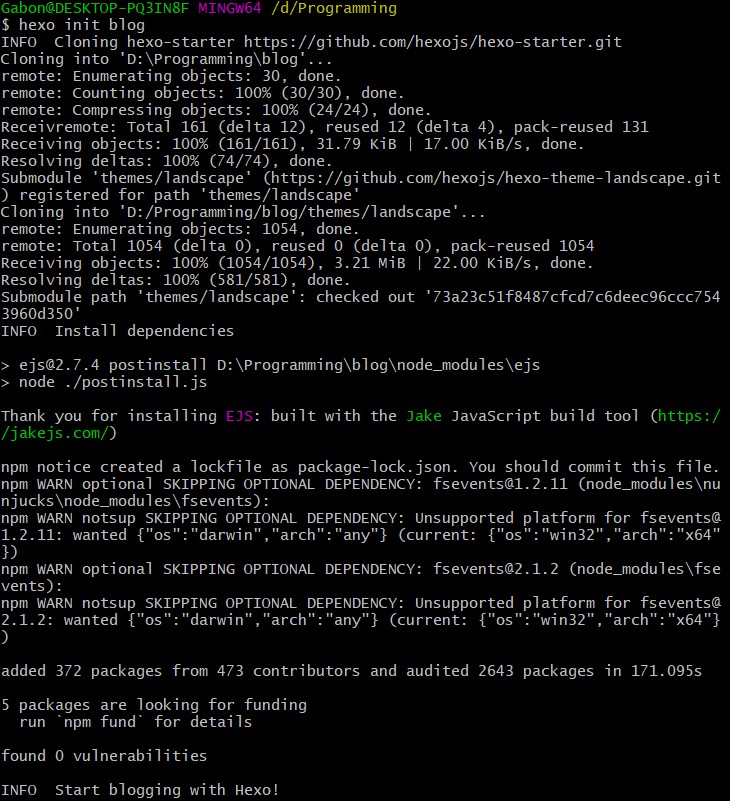 Gabon@DESKTOP-PQ3IN8F MINGW64 /d/Programming
$ hexo init blog
INFO  Cloning hexo-starter https://github.com/hexojs/hexo-starter.git
Cloning into 'D:\Programming\blog'...
remote: Enumerating objects: 30, done.
remote: Counting objects: 100% (30/30), done.
remote: Compressing objects: 100% (24/24), done.
Receivremote: Total 161 (delta 12), reused 12 (delta 4), pack-reused 131
Receiving objects: 100% (161/161), 31.79 KiB | 17.00 KiB/s, done.
Resolving deltas: 100% (74/74), done.
Submodule 'themes/landscape' (https://github.com/hexojs/hexo-theme-landscape.git
) registered for path 'themes/landscape'
Cloning into 'D:/Programming/blog/themes/landscape'...
remote: Enumerating objects: 1054, done.
remote: Total 1054 (delta 0), reused 0 (delta 0), pack-reused 1054
Receiving objects: 100% (1054/1054), 3.21 MiB | 22.00 KiB/s, done.
Resolving deltas: 100% (581/581), done.
Submodule path 'themes/landscape': checked out '73a23c51f8487cfcd7c6deec96ccc754
3960d350'
INFO  Install dependencies

> ejs@2.7.4 postinstall D:\Programming\blog\node_modules\ejs
> node ./postinstall.js

Thank you for installing EJS: built with the Jake JavaScript build tool (https:/
/jakejs.com/)

npm notice created a lockfile as package-lock.json. You should commit this file.
npm WARN optional SKIPPING OPTIONAL DEPENDENCY: fsevents@1.2.11 (node_modules\nu
njucks\node_modules\fsevents):
npm WARN notsup SKIPPING OPTIONAL DEPENDENCY: Unsupported platform for fsevents@
1.2.11: wanted {"os":"darwin","arch":"any"} (current: {"os":"win32","arch":"x64"
})
npm WARN optional SKIPPING OPTIONAL DEPENDENCY: fsevents@2.1.2 (node_modules\fse
vents):
npm WARN notsup SKIPPING OPTIONAL DEPENDENCY: Unsupported platform for fsevents@
2.1.2: wanted {"os":"darwin","arch":"any"} (current: {"os":"win32","arch":"x64"}
)

added 372 packages from 473 contributors and audited 2643 packages in 171.095s

5 packages are looking for funding
  run `npm fund` for details

found 0 vulnerabilities

INFO  Start blogging with Hexo!